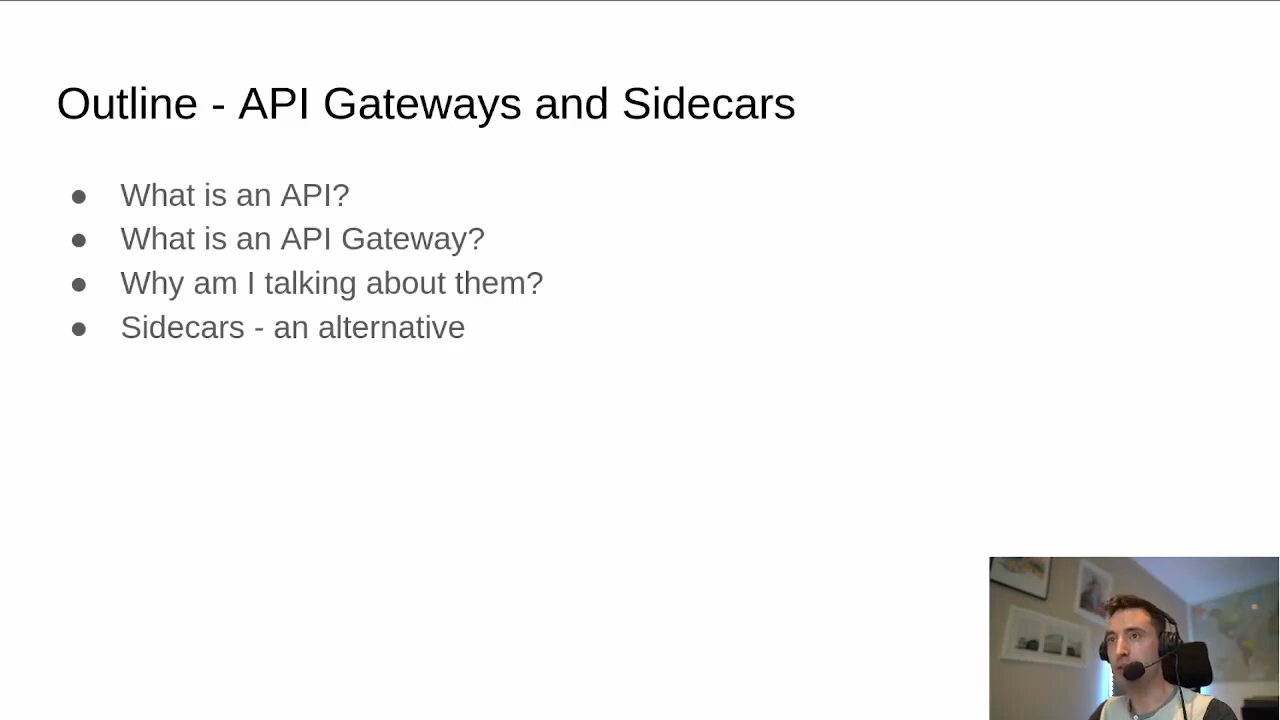 Outline - API Gateways and Sidecars
● What is an API?
● What is an API Gateway?
● Why am I talking about them?
● Sidecars - an alternative